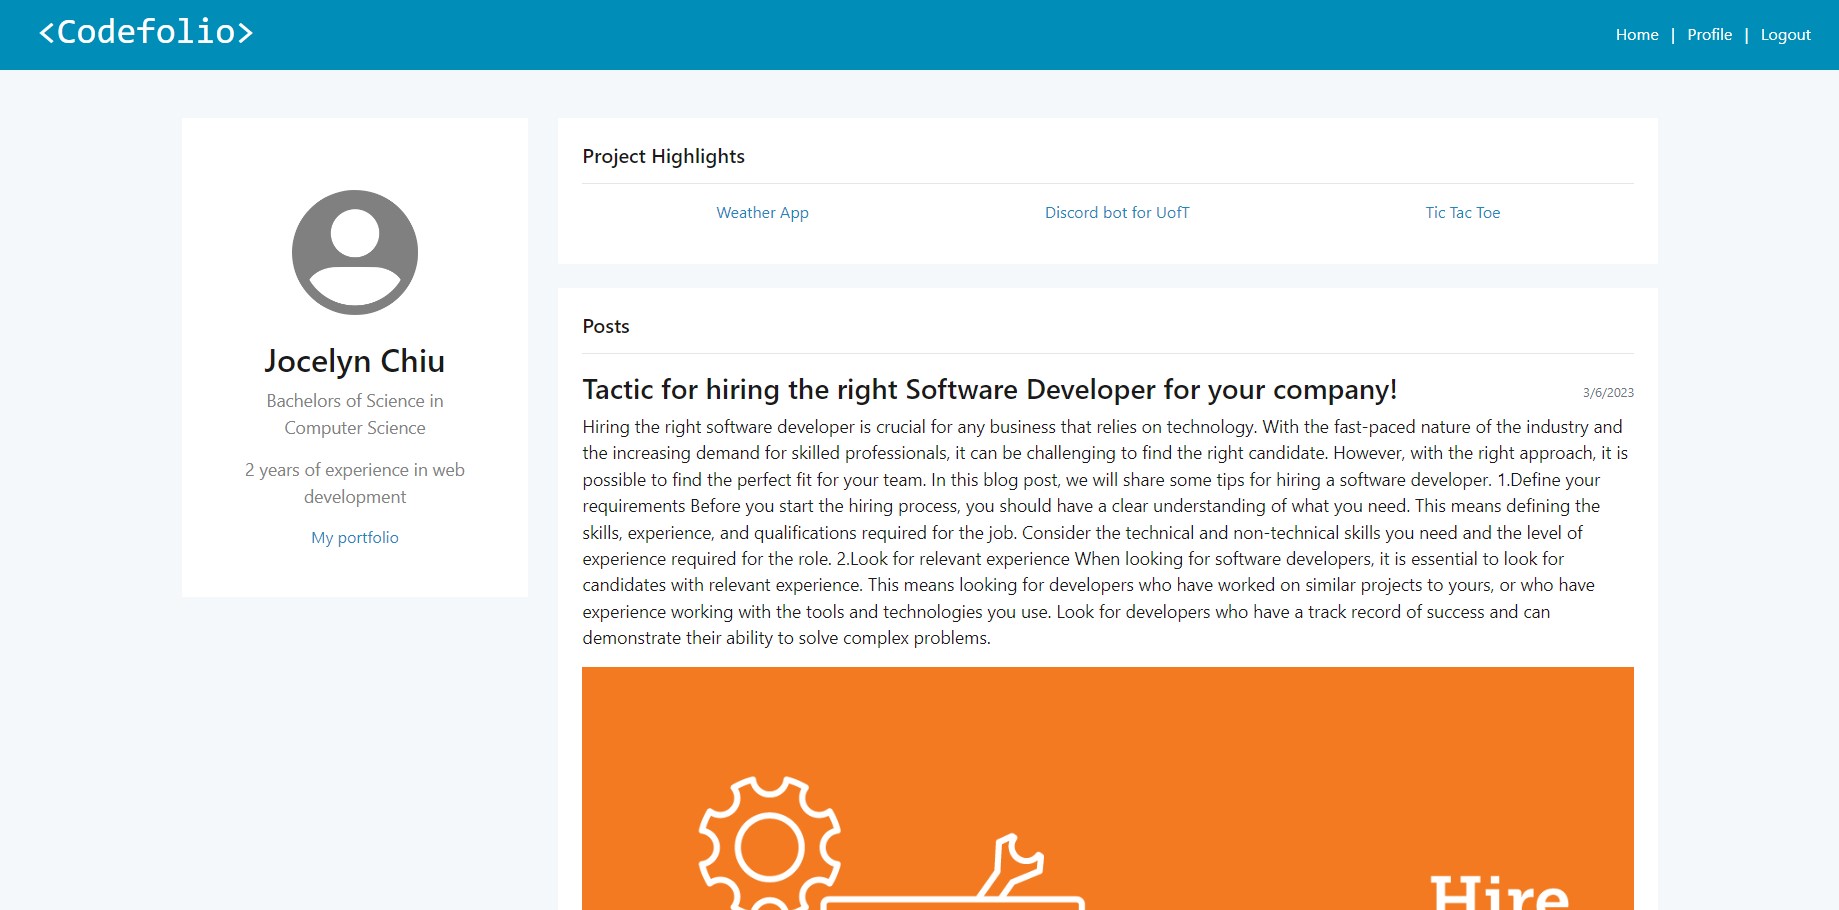 <Codefolio>
Home | Profile | Logout
Jocelyn Chiu
Bachelors of Science in
Computer Science
2 years of experience in web
development
My portfolio
Project Highlights
Weather App
Discord bot for UofT
Tic Tac Toe
Posts
Tactic for hiring the right Software Developer for your company!
3/6/2023
Hiring the right software developer is crucial for any business that relies on technology. With the fast-paced nature of the industry and
the increasing demand for skilled professionals, it can be challenging to find the right candidate. However, with the right approach, it is
possible to find the perfect fit for your team. In this blog post, we will share some tips for hiring a software developer. 1.Define your
requirements Before you start the hiring process, you should have a clear understanding of what you need. This means defining the
skills, experience, and qualifications required for the job. Consider the technical and non-technical skills you need and the level of
experience required for the role. 2.Look for relevant experience When looking for software developers, it is essential to look for
candidates with relevant experience. This means looking for developers who have worked on similar projects to yours, or who have
experience working with the tools and technologies you use. Look for developers who have a track record of success and can
demonstrate their ability to solve complex problems.
Hire